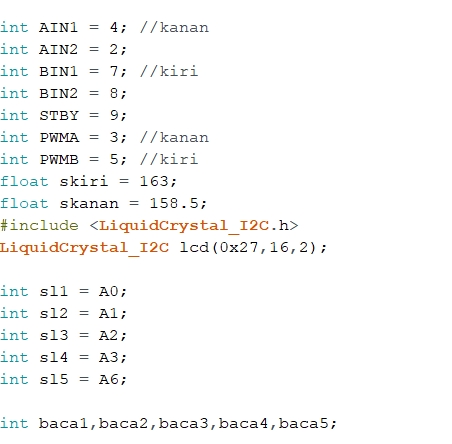 int AIN1 = 4; //kanan
int AIN2 = 2;
int BIN1 = 7; //kiri
int BIN2 = 8;
int STBY = 9;
int PWMA = 3; //kanan
int PWMB = 5; //kiri
float skiri = 163;
float skanan = 158.5;
#include <LiquidCrystal_I2C.h>
LiquidCrystal_I2C lcd(0x27,16,2);
int sl1 = A0;
int sl2 = A1;
int sl3 = A2;
int sl4 = A3;
int sl5 = A6;
int baca1,baca2,baca3,baca4,baca5;